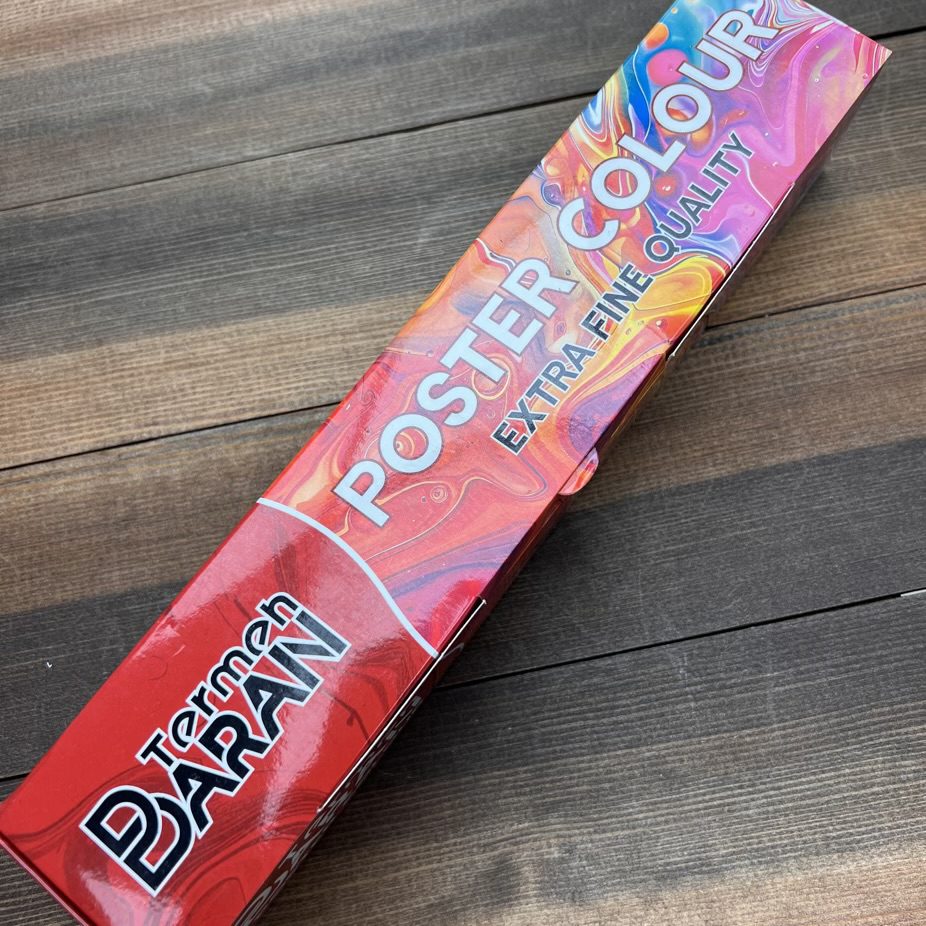 POSTER COLOUR
EXTRA FINE QUALITY
Termeh
DARAN